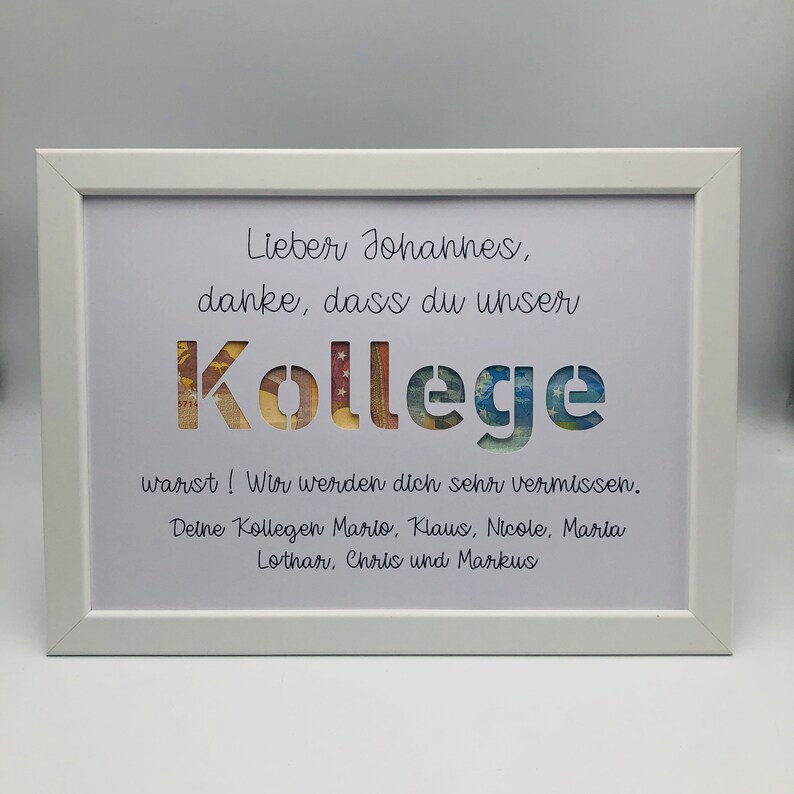 Lieber Johannes,
danke, dass du unser
Kollege
warst! Wir werden dich sehr vermissen.
Deine Kollegen Mario, Klaus, Nicole, Maria
Lothar, Chris und Markus
5714